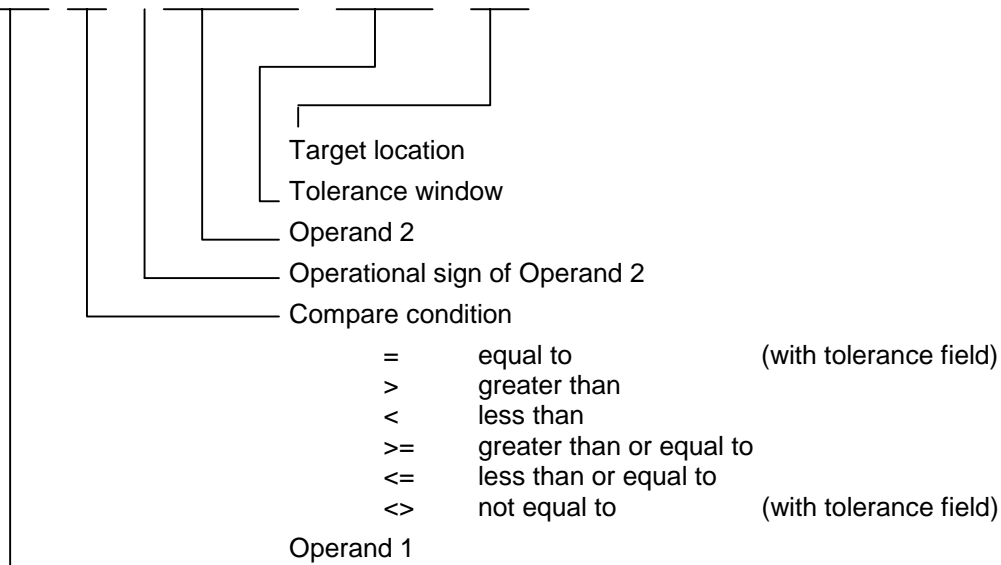 Target location
Tolerance window
Operand 2
Operational sign of Operand 2
Compare condition
= equal to (with tolerance field)
> greater than
< less than
>= greater than or equal to
<= less than or equal to
<> not equal to (with tolerance field)
Operand 1